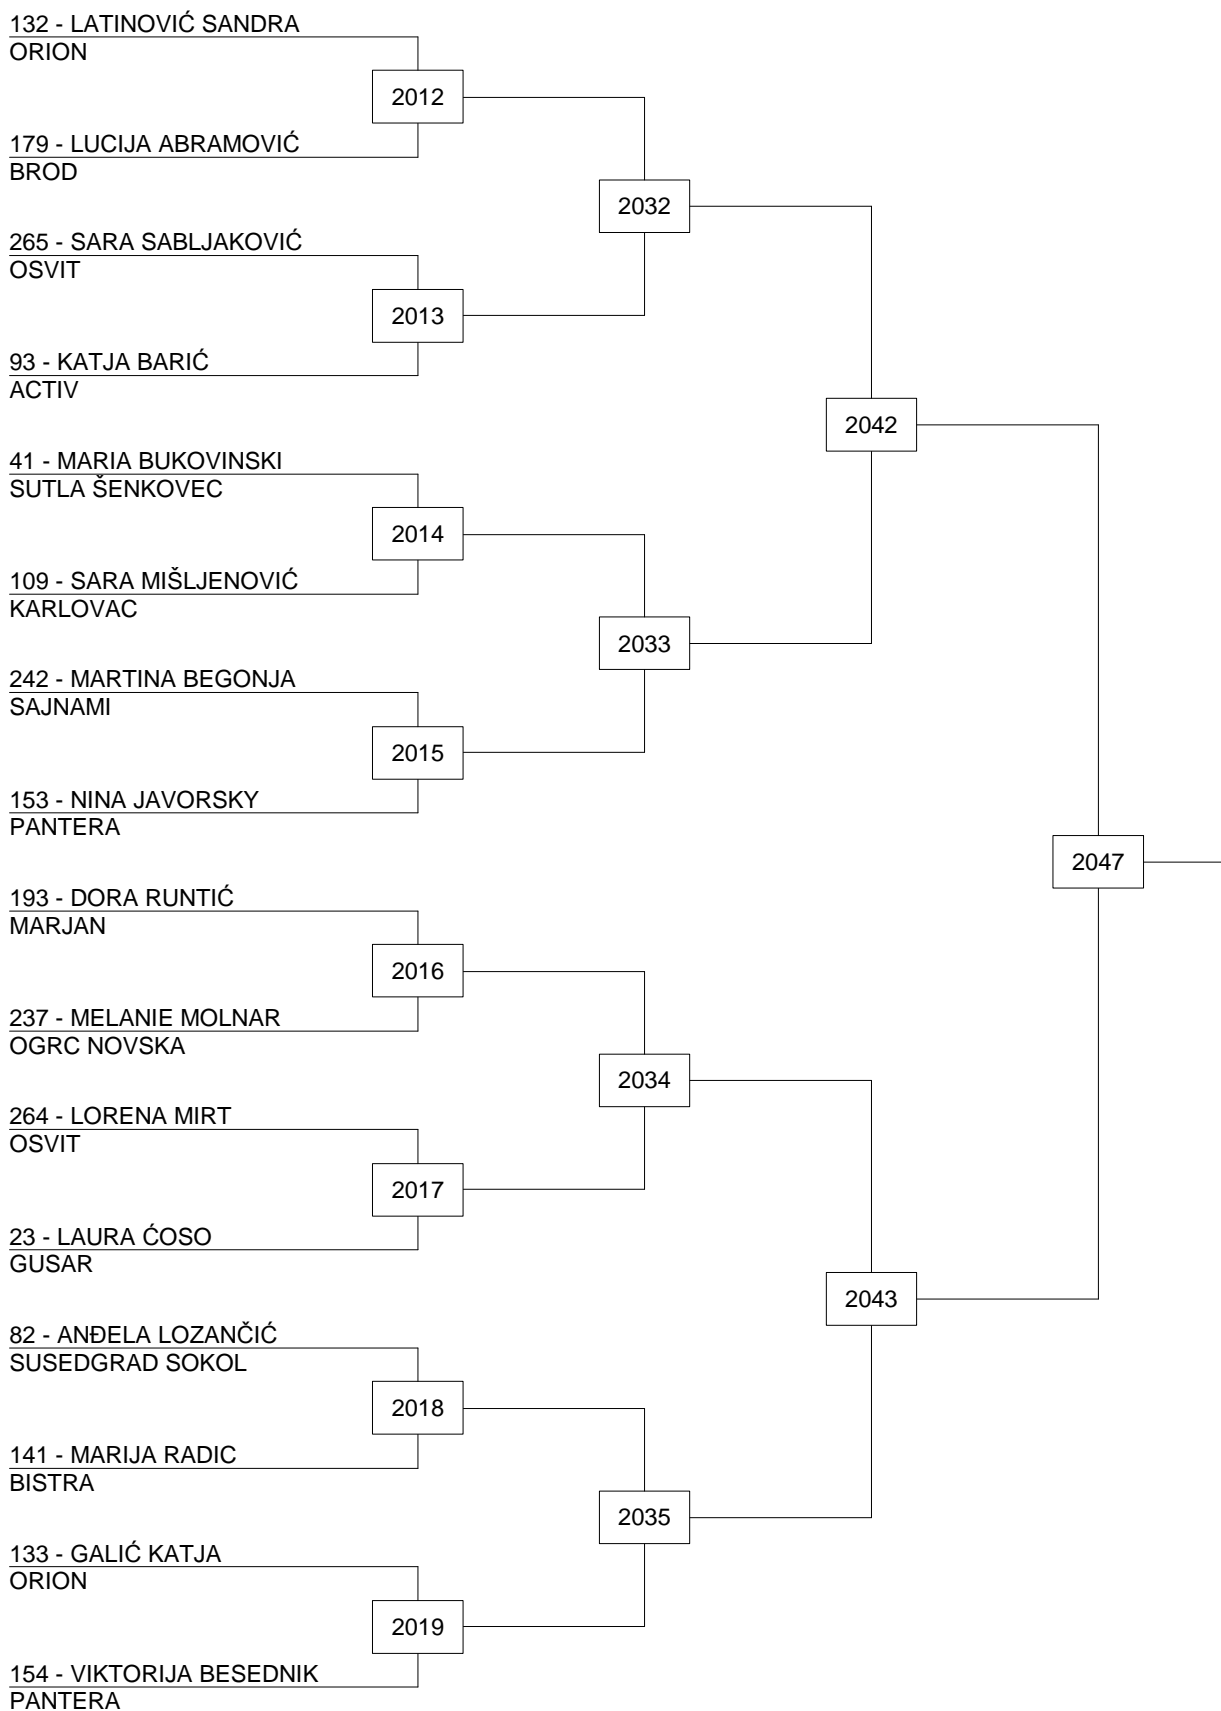 132 - LATINOVIĆ SANDRA
ORION
2012
179 - LUCIJA ABRAMOVIĆ
BROD
2032
265 - SARA SABLJAKOVIĆ
OSVIT
2013
93 - KATJA BARIĆ
ACTIV
2042
41 - MARIA BUKOVINSKI
SUTLA ŠENKOVEC
2014
109 - SARA MIŠLJENOVIĆ
KARLOVAC
2033
242 - MARTINA BEGONJA
SAJNAMI
2015
153 - NINA JAVORSKY
PANTERA
2047
193 - DORA RUNTIĆ
MARJAN
2016
237 - MELANIE MOLNAR
OGRC NOVSKA
2034
264 - LORENA MIRT
OSVIT
2017
23 - LAURA ĆOSO
GUSAR
2043
82 - ANĐELA LOZANČIĆ
SUSEDGRAD SOKOL
2018
141 - MARIJA RADIC
BISTRA
2035
133 - GALIĆ KATJA
ORION
2019
154 - VIKTORIJA BESEDNIK
PANTERA